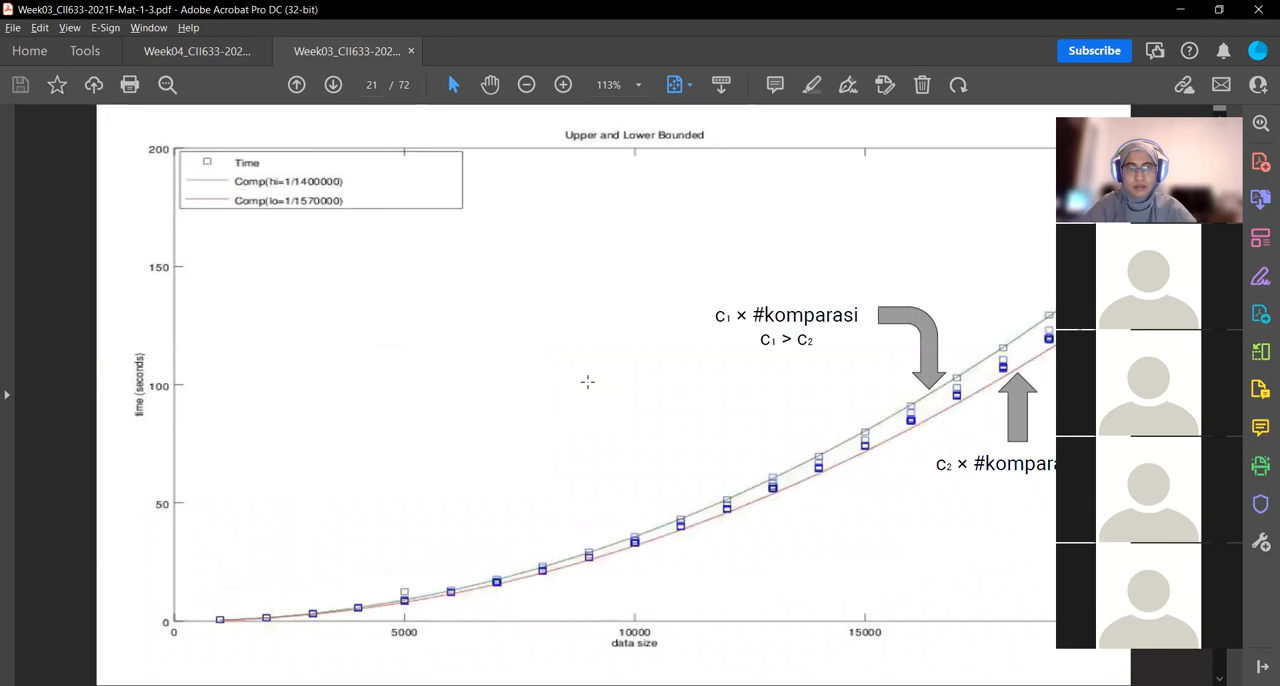 Week03_CII633-2021F-Mat-1-3.pdf - Adobe Acrobat Pro DC (32-bit)
File Edit View E-Sign Window Help
Home Tools Week04_CII633-202... Week03_CII633-202... ×
Subscribe
21 / 72
113%
Upper and Lower Bounded
200
Time
Comp(hi=1/1400000)
Comp(lo=1/1570000)
150
c₁ × #komparasi
c₁ > c₂
time (seconds)
100
c₂ × #kompara
50
0
0 5000 10000 15000
data size